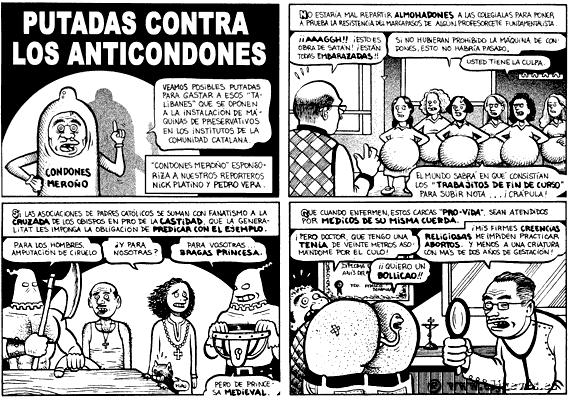 PUTADAS CONTRA
LOS ANTICONDONES
VEAMOS POSIBLES PUTADAS
PARA GASTAR A ESOS "TA-
LIBANES" QUE SE OPONEN
A LA INSTALACIÓN DE MÁ-
QUINAS DE PRESERVATIVOS
EN LOS INSTITUTOS DE LA
COMUNIDAD CATALANA.
CONDONES
MEROÑO
"CONDONES MEROÑO" ESPONSO-
RIZA A NUESTROS REPORTEROS
NICK PLATINO Y PEDRO VERA.
NO ESTARÍA MAL REPARTIR ALMOHADONES A LAS COLEGIALAS PARA PONER
A PRUEBA LA RESISTENCIA DEL MARCAPASOS DE ALGÚN PROFESORCETE FUNDAMENTALISTA.
¡¡AAAGGH!! ¡ESTO ES
OBRA DE SATÁN! ¡ESTÁN
TODAS EMBARAZADAS!!
SI NO HUBIERAN PROHIBIDO LA MÁQUINA DE CON-
DONES, ESTO NO HABRÍA PASADO.
USTED TIENE LA CULPA.
EL MUNDO SABRÁ EN QUE CONSISTÍAN
LOS "TRABAJITOS DE FIN DE CURSO"
PARA SUBIR NOTA... ¡CRÁPULA!
SI LAS ASOCIACIONES DE PADRES CATÓLICOS SE SUMAN CON FANATISMO A LA
CRUZADA DE LOS OBISPOS EN PRO DE LA CASTIDAD, QUE LA GENERA-
LITAT LES IMPONGA LA OBLIGACIÓN DE PREDICAR CON EL EJEMPLO.
PARA LOS HOMBRES,
AMPUTACIÓN DE CIRUELO.
¿Y PARA
NOSOTRAS?
PARA VOSOTRAS...
BRAGAS PRINCESA.
PERO DE PRINCE-
SA MEDIEVAL.
QUE CUANDO ENFERMEN, ESTOS CARCAS "PRO-VIDA", SEAN ATENDIDOS
POR MÉDICOS DE SU MISMA CUERDA.
¡PERO DOCTOR, QUE TENGO UNA
TENIA DE VEINTE METROS ASO-
MÁNDOME POR EL CULO!
¡MIS FIRMES CREENCIAS
RELIGIOSAS ME IMPIDEN PRACTICAR
ABORTOS. Y MENOS A UNA CRIATURA
CON MÁS DE DOS AÑOS DE GESTACIÓN!
¡¡QUIERO UN
BOLLICAO!!